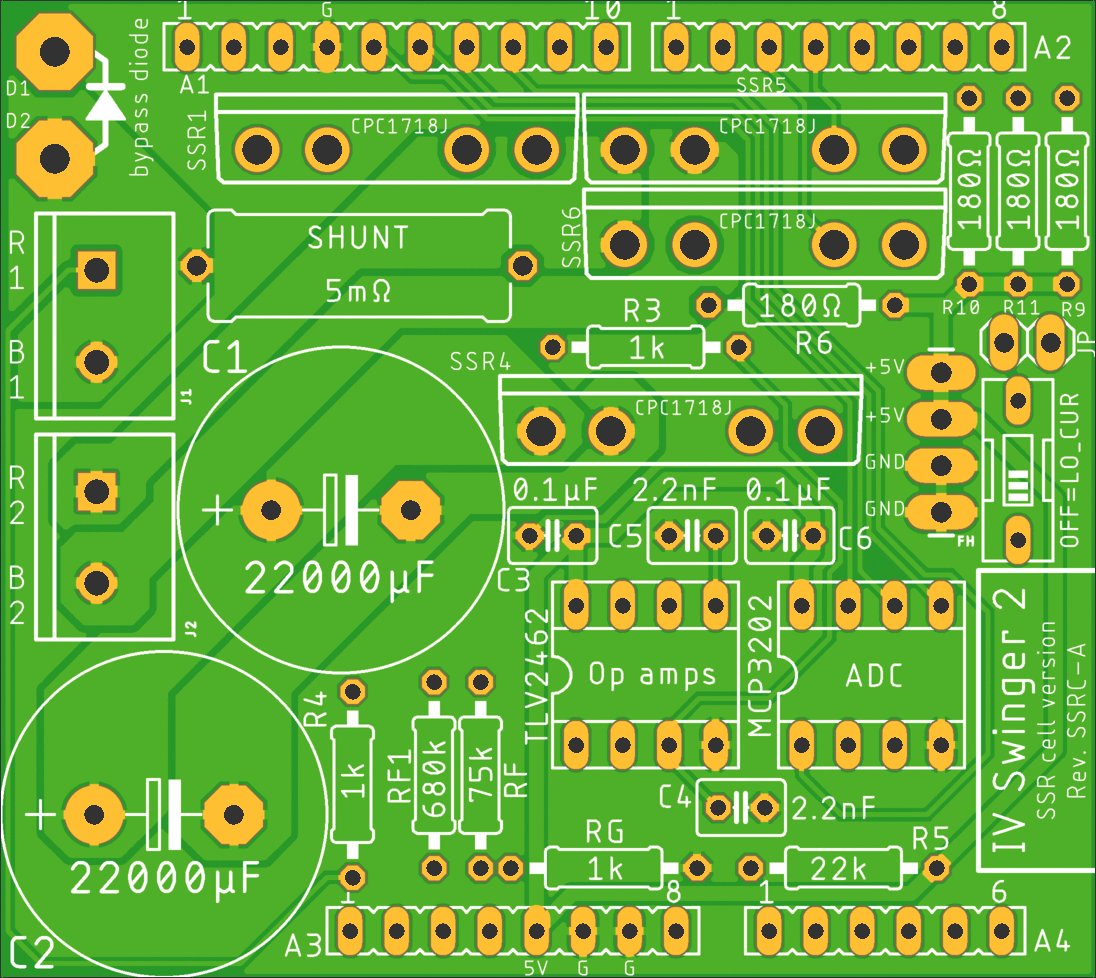 1
G
10
1
8
A1
A2
D1
D2
bypass diode
SSR1
CPC1718J
SSR5
CPC1718J
SSR6
CPC1718J
180Ω
180Ω
180Ω
R10
R11
R9
SHUNT
5mΩ
R
1
B
1
J1
R3
1k
180Ω
R6
JP
C1
SSR4
CPC1718J
+5V
+5V
GND
GND
FH
OFF=LO_CUR
R
2
B
2
J2
22000µF
0.1µF
2.2nF
0.1µF
C3
C5
C6
TLV2462
Op amps
MCP3202
ADC
IV Swinger 2
SSR cell version
Rev. SSRC-A
R4
1k
RF1
680k
75k
RF
C4
2.2nF
22000µF
C2
RG
1k
R5
22k
1
8
1
6
A3
A4
5V
G
G